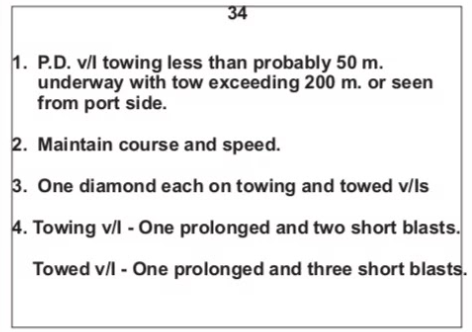 34
1. P.D. v/l towing less than probably 50 m.
underway with tow exceeding 200 m. or seen
from port side.
2. Maintain course and speed.
3. One diamond each on towing and towed v/ls
4. Towing v/l - One prolonged and two short blasts.
Towed v/l - One prolonged and three short blasts.